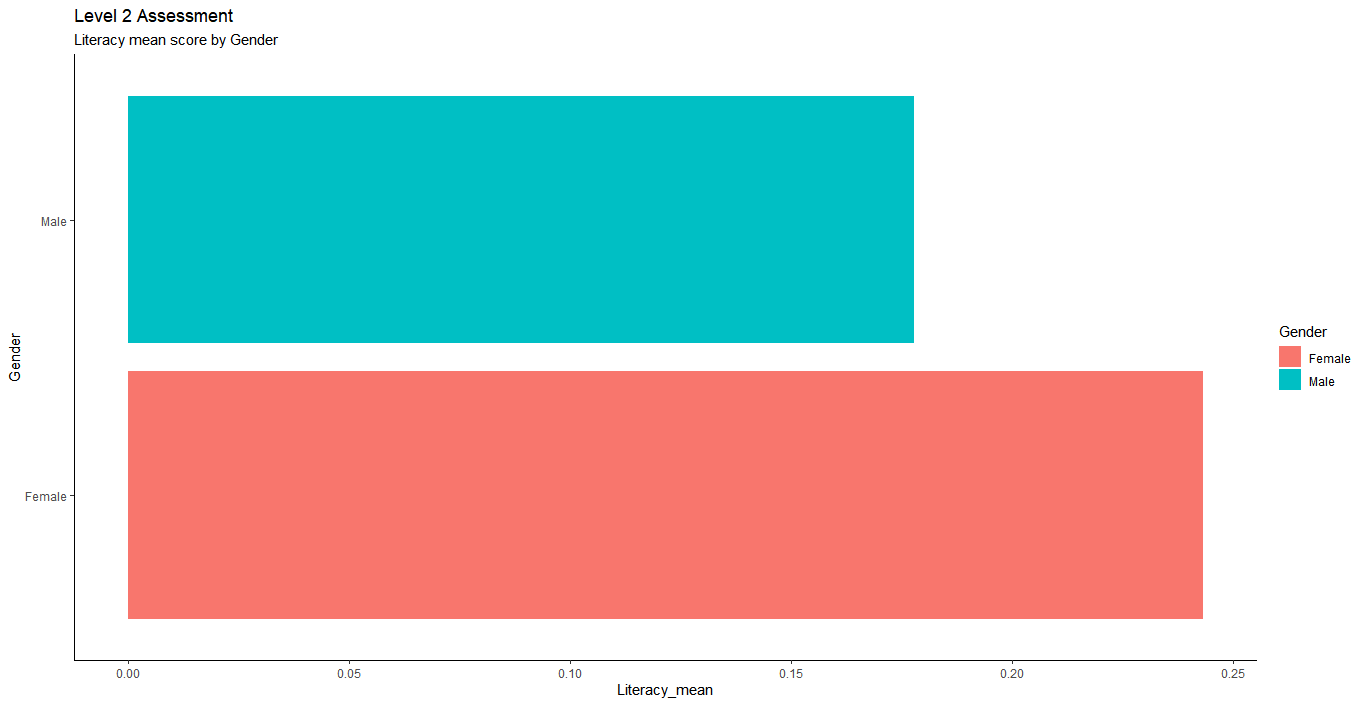 Level 2 Assessment
Literacy mean score by Gender
Male
Female
Gender
0.00 0.05 0.10 0.15 0.20 0.25
Literacy_mean
Gender
Female
Male